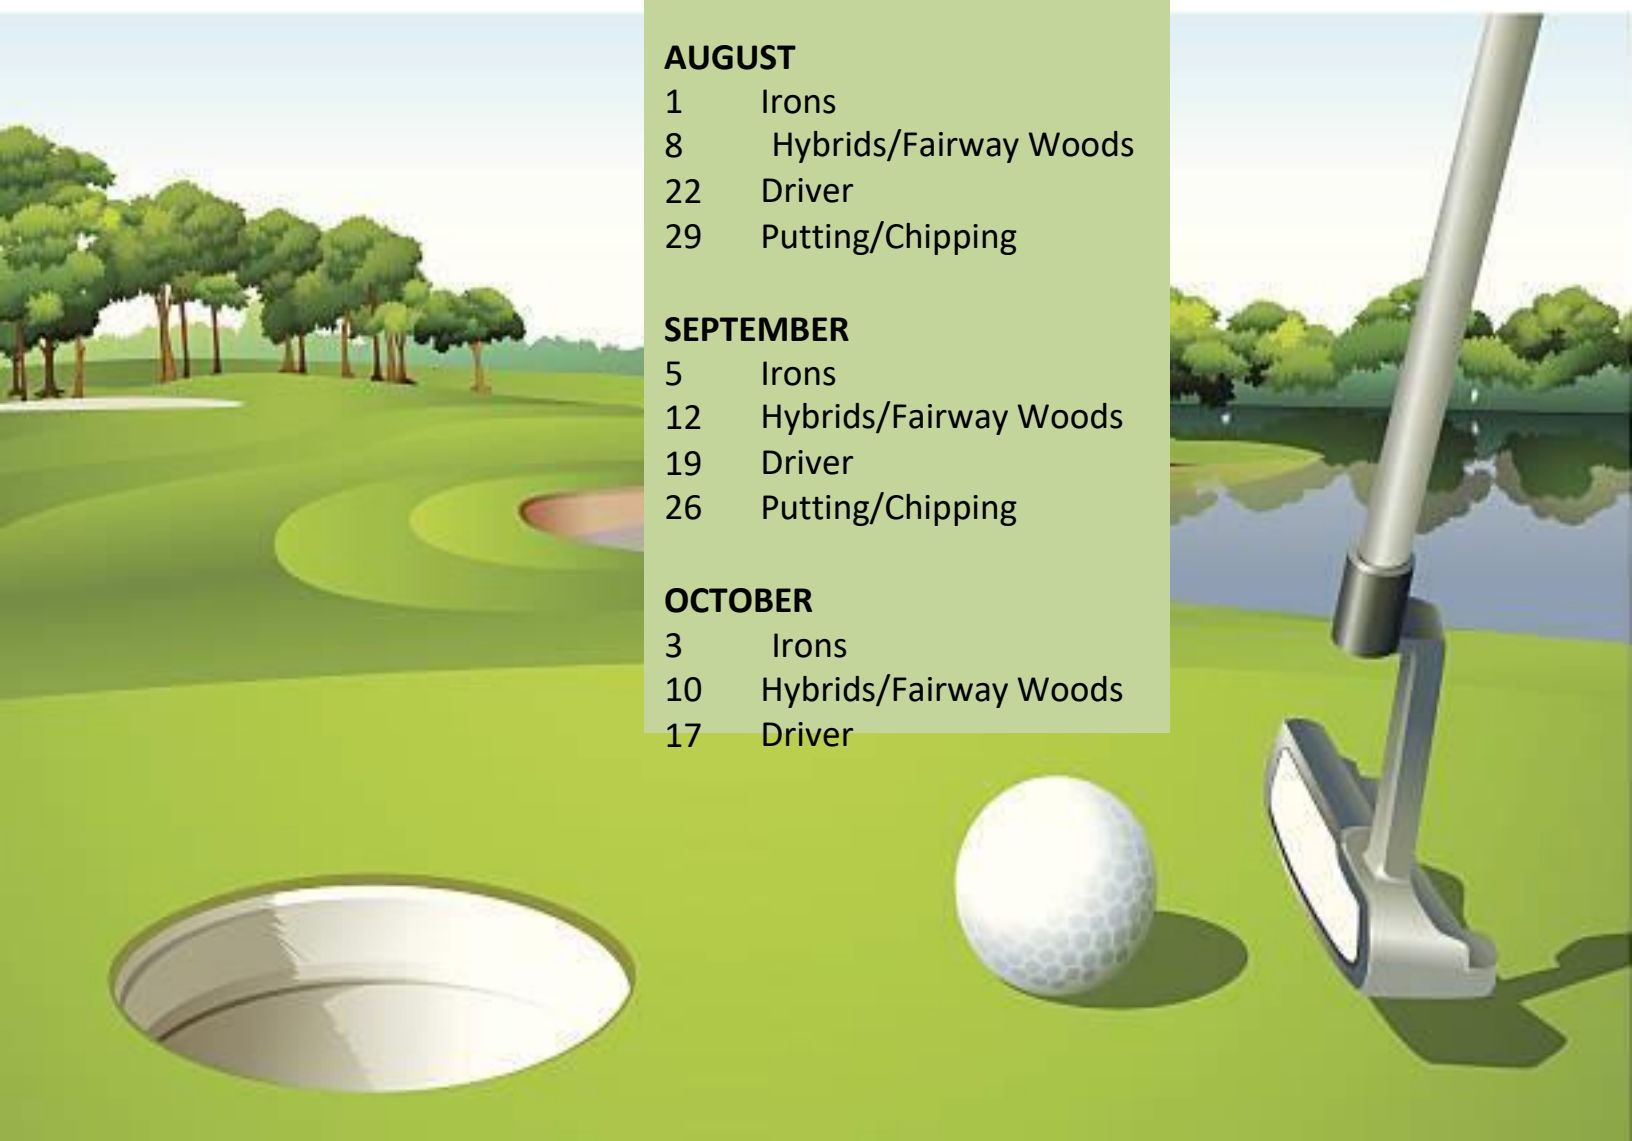 AUGUST
1 Irons
8 Hybrids/Fairway Woods
22 Driver
29 Putting/Chipping
SEPTEMBER
5 Irons
12 Hybrids/Fairway Woods
19 Driver
26 Putting/Chipping
OCTOBER
3 Irons
10 Hybrids/Fairway Woods
17 Driver